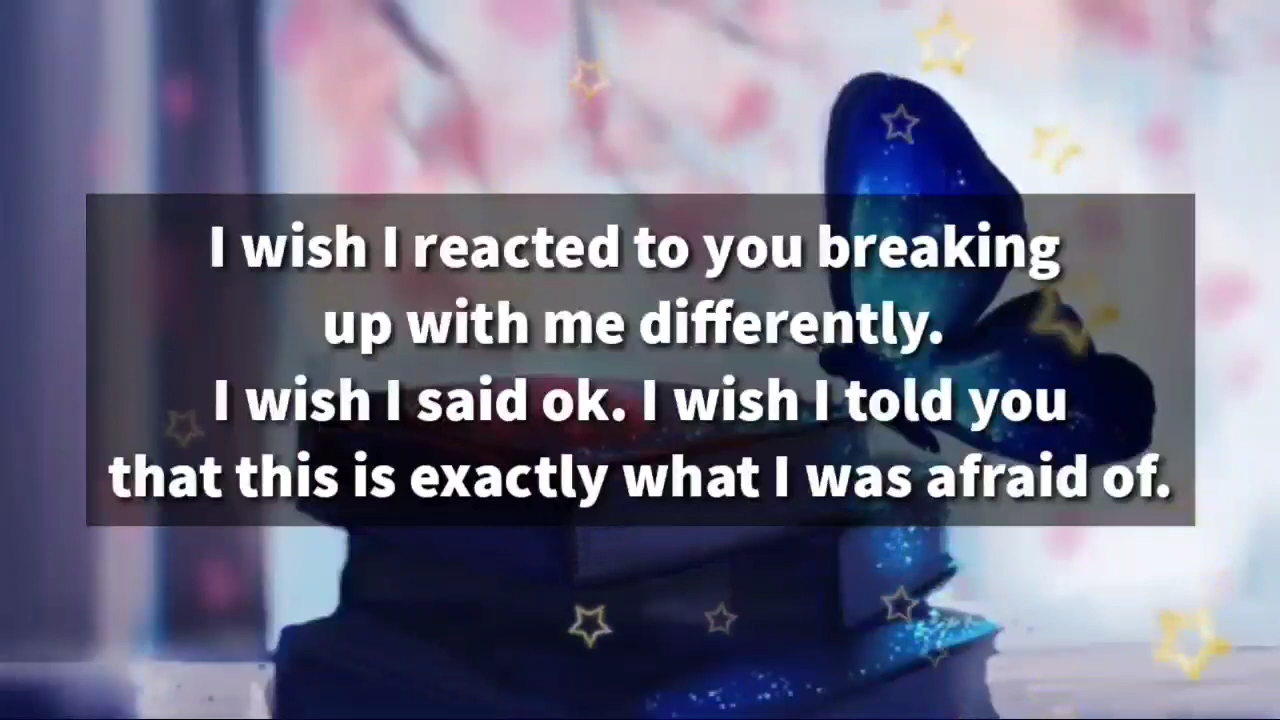 I wish I reacted to you breaking
up with me differently.
I wish I said ok. I wish I told you
that this is exactly what I was afraid of.